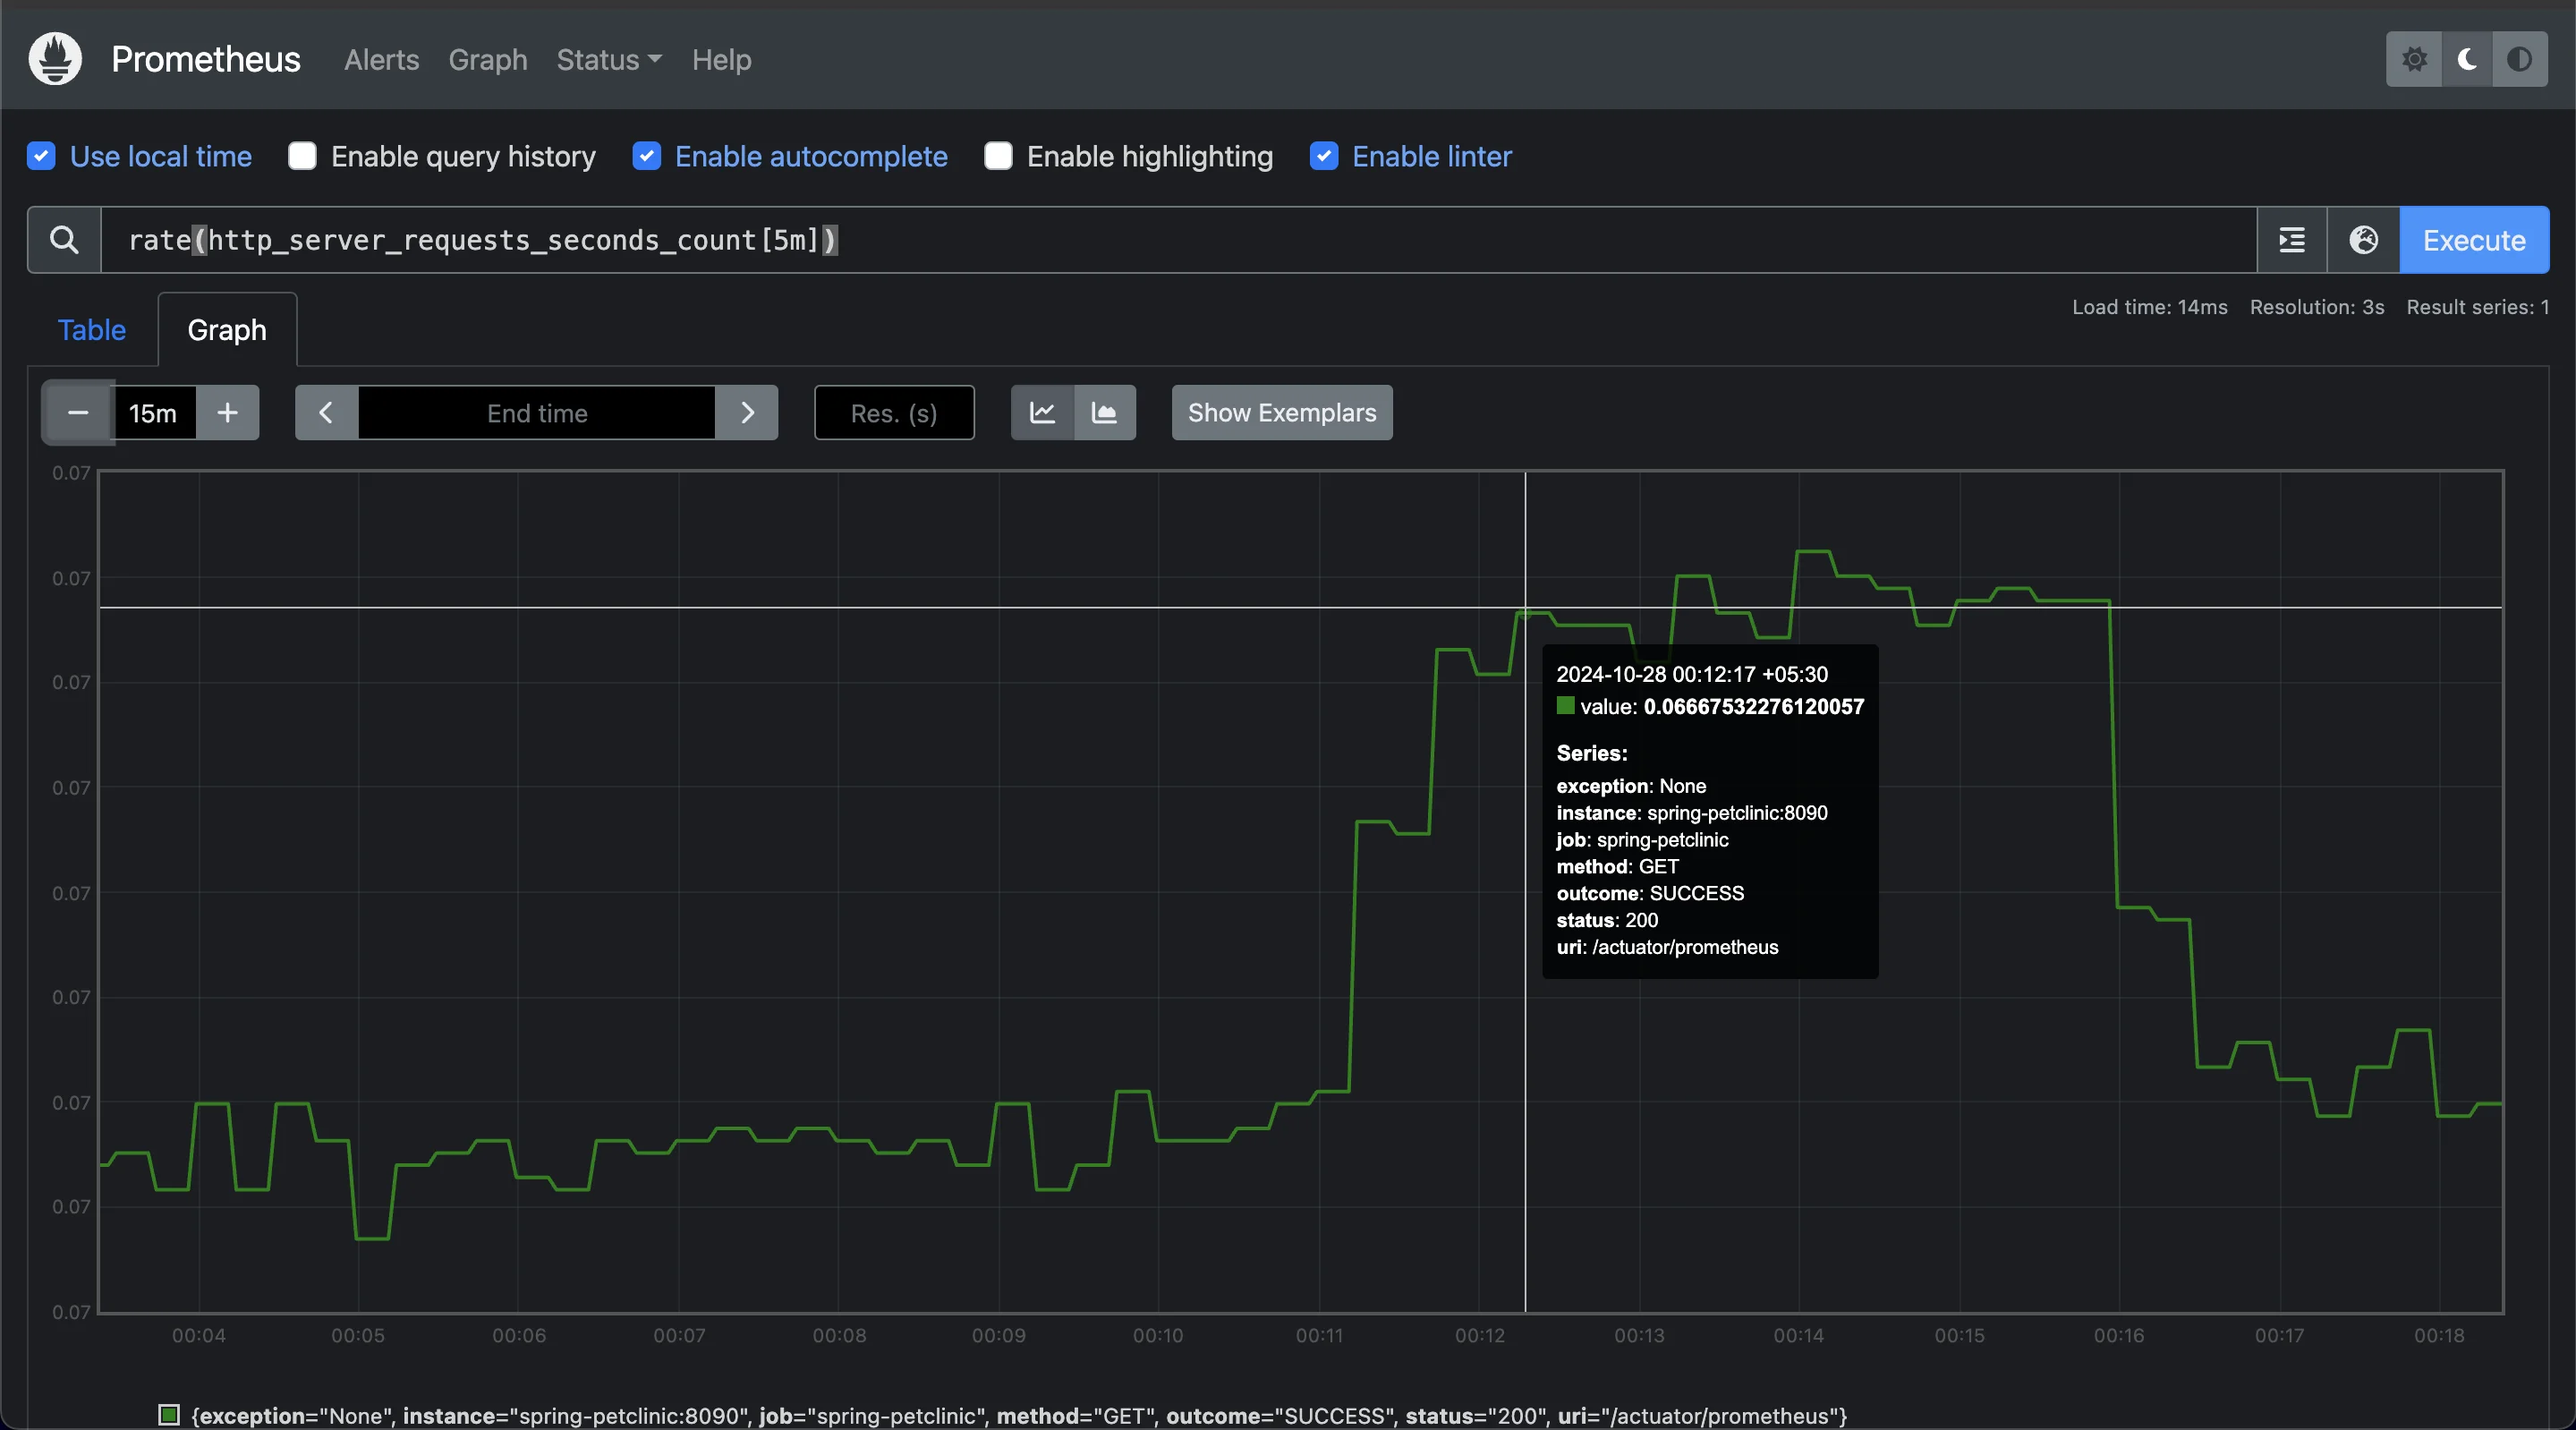 Prometheus Alerts Graph Status Help
Use local time Enable query history Enable autocomplete Enable highlighting Enable linter
rate(http_server_requests_seconds_count[5m]) Execute
Load time: 14ms Resolution: 3s Result series: 1
Table Graph
15m End time Res. (s) Show Exemplars
0.07
0.07
0.07
0.07
0.07
0.07
0.07
0.07
0.07
2024-10-28 00:12:17 +05:30
value: 0.06667532276120057
Series:
exception: None
instance: spring-petclinic:8090
job: spring-petclinic
method: GET
outcome: SUCCESS
status: 200
uri: /actuator/prometheus
00:04 00:05 00:06 00:07 00:08 00:09 00:10 00:11 00:12 00:13 00:14 00:15 00:16 00:17 00:18
{exception="None", instance="spring-petclinic:8090", job="spring-petclinic", method="GET", outcome="SUCCESS", status="200", uri="/actuator/prometheus"}